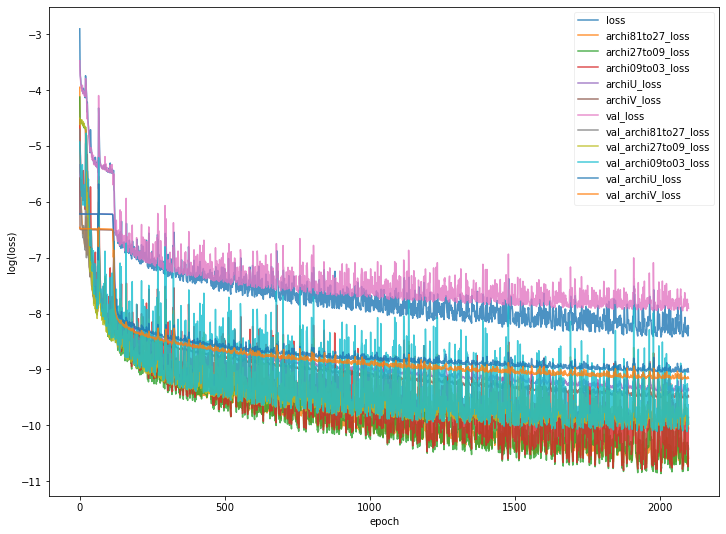 −3
−4
−5
−6
−7
−8
−9
−10
−11
log(loss)
0
500
1000
1500
2000
epoch
loss
archi81to27_loss
archi27to09_loss
archi09to03_loss
archiU_loss
archiV_loss
val_loss
val_archi81to27_loss
val_archi27to09_loss
val_archi09to03_loss
val_archiU_loss
val_archiV_loss